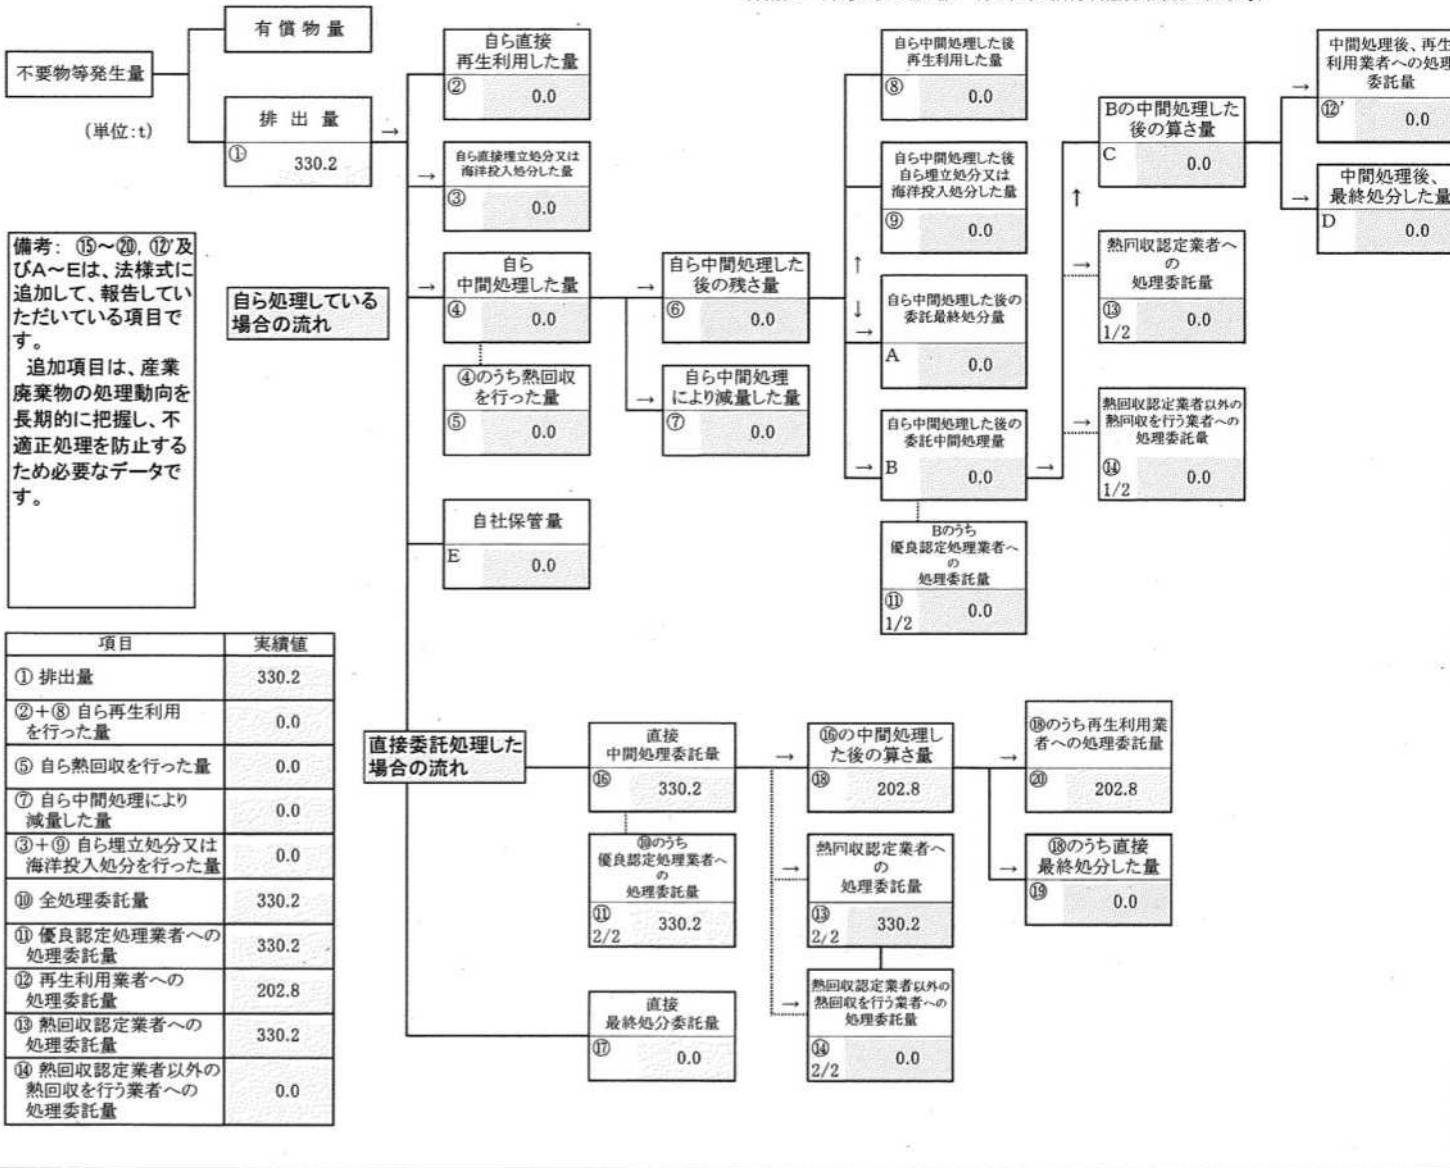 有 償 物 量
不要物等発生量
(単位:t)
排 出 量
→
①
330.2
備考: ⑮～⑳, ⑫'及
びA～Eは、法様式に
追加して、報告してい
ただいている項目で
す。
追加項目は、産業
廃棄物の処理動向を
長期的に把握し、不
適正処理を防止する
ため必要なデータで
す。
自ら処理している
場合の流れ
自ら直接
再生利用した量
②
0.0
→
自ら直接埋立処分又は
海洋投入処分した量
③
0.0
→
自ら
中間処理した量
④
0.0
④のうち熱回収
を行った量
⑤
0.0
→
自ら中間処理した
後の残さ量
⑥
0.0
→
自ら中間処理
により減量した量
⑦
0.0
自社保管量
E
0.0
自ら中間処理した後
再生利用した量
⑧
0.0
自ら中間処理した後
自ら埋立処分又は
海洋投入処分した量
⑨
0.0
↑
↓
→
自ら中間処理した後の
委託最終処分量
A
0.0
→
自ら中間処理した後の
委託中間処理量
B
0.0
→
Bのうち
優良認定処理業者へ
の
処理委託量
⑪
1/2
0.0
↑
Bの中間処理した
後の算さ量
C
0.0
→
熱回収認定業者へ
の
処理委託量
⑬
1/2
0.0
→
熱回収認定業者以外の
熱回収を行う業者への
処理委託量
⑭
1/2
0.0
→
中間処理後、再生
利用業者への処理
委託量
⑫'
0.0
→
中間処理後、
最終処分した量
D
0.0
項目 実績値
① 排出量 330.2
②+⑧ 自ら再生利用
を行った量 0.0
⑤ 自ら熱回収を行った量 0.0
⑦ 自ら中間処理により
減量した量 0.0
③+⑨ 自ら埋立処分又は
海洋投入処分を行った量 0.0
⑩ 全処理委託量 330.2
⑪ 優良認定処理業者への
処理委託量 330.2
⑫ 再生利用業者への
処理委託量 202.8
⑬ 熱回収認定業者への
処理委託量 330.2
⑭ 熱回収認定業者以外の
熱回収を行う業者への
処理委託量 0.0
直接委託処理した
場合の流れ
直接
中間処理委託量
⑯
330.2
⑩のうち
優良認定処理業者へ
の
処理委託量
⑪
2/2
330.2
直接
最終処分委託量
⑰
0.0
→
⑯の中間処理し
た後の算さ量
⑱
202.8
→
熱回収認定業者へ
の
処理委託量
⑬
2/2
330.2
→
熱回収認定業者以外の
熱回収を行う業者への
処理委託量
⑭
2/2
0.0
→
⑱のうち再生利用業
者への処理委託量
⑳
202.8
→
⑱のうち直接
最終処分した量
⑲
0.0